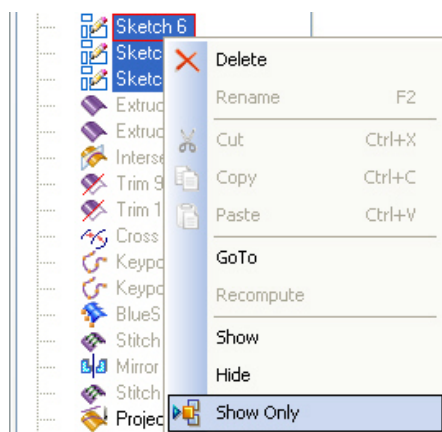 Sketch 6
Sketc
Sketc
Extruc
Extruc
Interse
Trim 9
Trim 1
Cross
Keypo
Keypo
BlueS
Stitch
Mirror
Stitch
Projec
Delete
Rename F2
Cut Ctrl+X
Copy Ctrl+C
Paste Ctrl+V
GoTo
Recompute
Show
Hide
Show Only